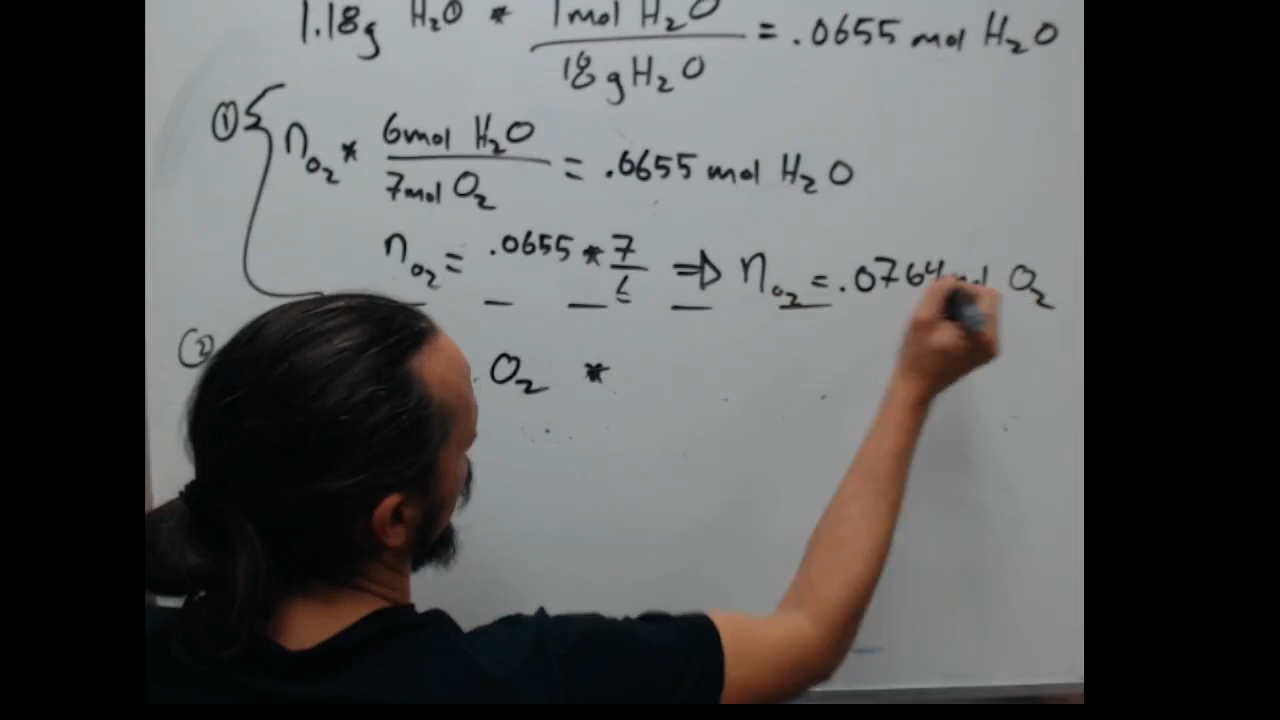 1.18g H₂O * 1mol H₂O / 18g H₂O = .0655 mol H₂O
① n_O₂ * 6mol H₂O / 7mol O₂ = .0655 mol H₂O
n_O₂ = .0655 * 7/6 ⇒ n_O₂ = .0764 mol O₂
② O₂ *